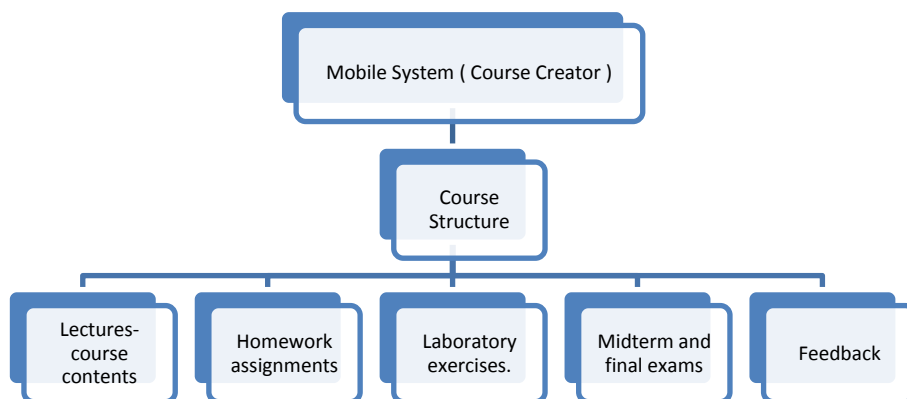 Mobile System ( Course Creator )
Course
Structure
Lectures-
course
contents
Homework
assignments
Laboratory
exercises.
Midterm and
final exams
Feedback